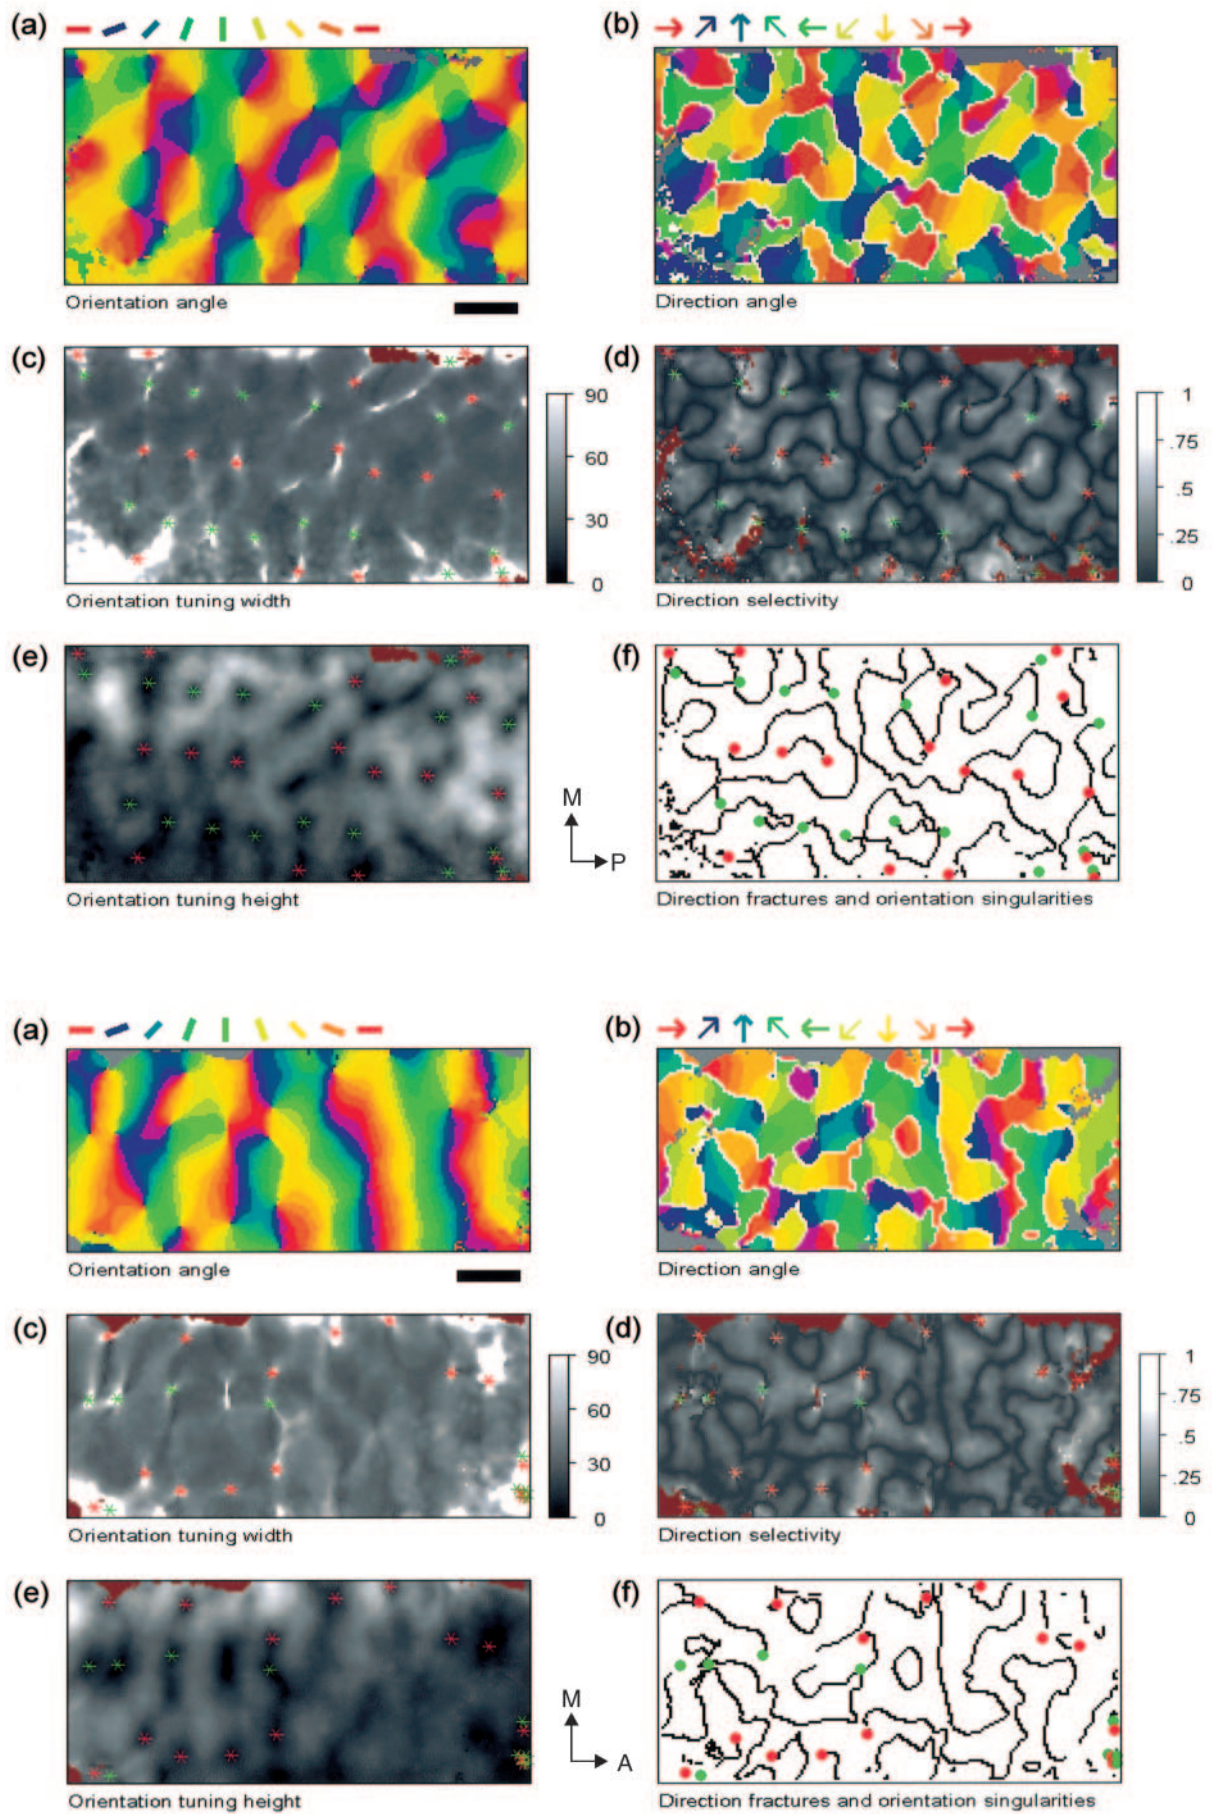 (a)
(b)
Orientation angle
Direction angle
(c)
90
60
30
0
(d)
1
.75
.5
.25
0
Orientation tuning width
Direction selectivity
(e)
(f)
M
P
Orientation tuning height
Direction fractures and orientation singularities
(a)
(b)
Orientation angle
Direction angle
(c)
90
60
30
0
(d)
1
.75
.5
.25
0
Orientation tuning width
Direction selectivity
(e)
(f)
M
A
Orientation tuning height
Direction fractures and orientation singularities